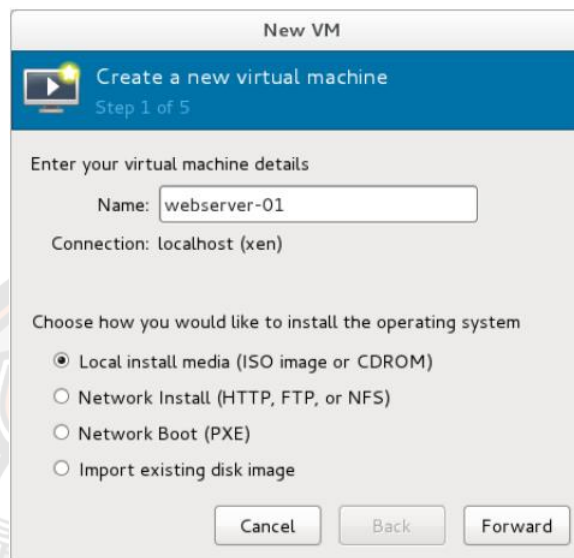 New VM
Create a new virtual machine
Step 1 of 5
Enter your virtual machine details
Name: webserver-01
Connection: localhost (xen)
Choose how you would like to install the operating system
Local install media (ISO image or CDROM)
Network Install (HTTP, FTP, or NFS)
Network Boot (PXE)
Import existing disk image
Cancel Back Forward